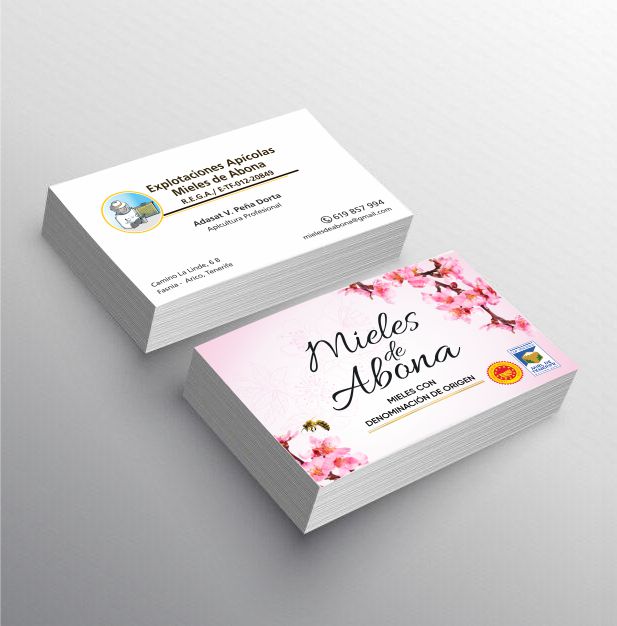 Explotaciones Apícolas
Mieles de Abona
R.E.G.A./ E-TF-012-20849
Adasat V. Peña Dorta
Apicultura Profesional
619 857 994
mielesdeabona@gmail.com
Camino La Linde, 6 B
Fasnia - Arico, Tenerife
Mieles
de
Abona
MIELES CON
DENOMINACIÓN DE ORIGEN